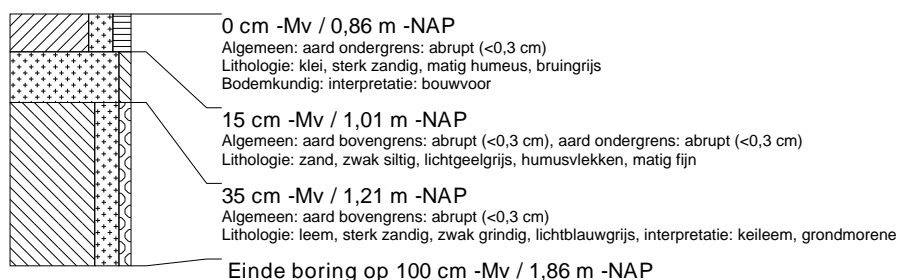 0 cm -Mv / 0,86 m -NAP
Algemeen: aard ondergrens: abrupt (<0,3 cm)
Lithologie: klei, sterk zandig, matig humeus, bruingrijs
Bodemkundig: interpretatie: bouwvoor
15 cm -Mv / 1,01 m -NAP
Algemeen: aard bovengrens: abrupt (<0,3 cm), aard ondergrens: abrupt (<0,3 cm)
Lithologie: zand, zwak siltig, lichtgeelgrijs, humusvlekken, matig fijn
35 cm -Mv / 1,21 m -NAP
Algemeen: aard bovengrens: abrupt (<0,3 cm)
Lithologie: leem, sterk zandig, zwak grindig, lichtblauwgrijs, interpretatie: keileem, grondmorene
Einde boring op 100 cm -Mv / 1,86 m -NAP